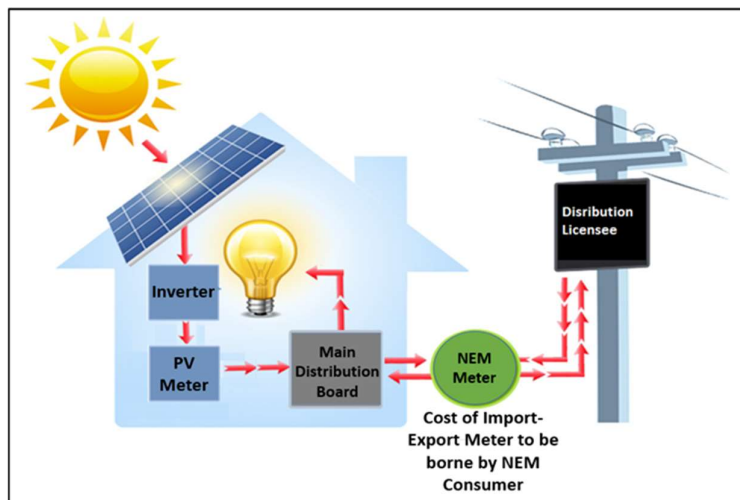 Disribution
Licensee
Inverter
PV
Meter
Main
Distribution
Board
NEM
Meter
Cost of Import-
Export Meter to be
borne by NEM
Consumer